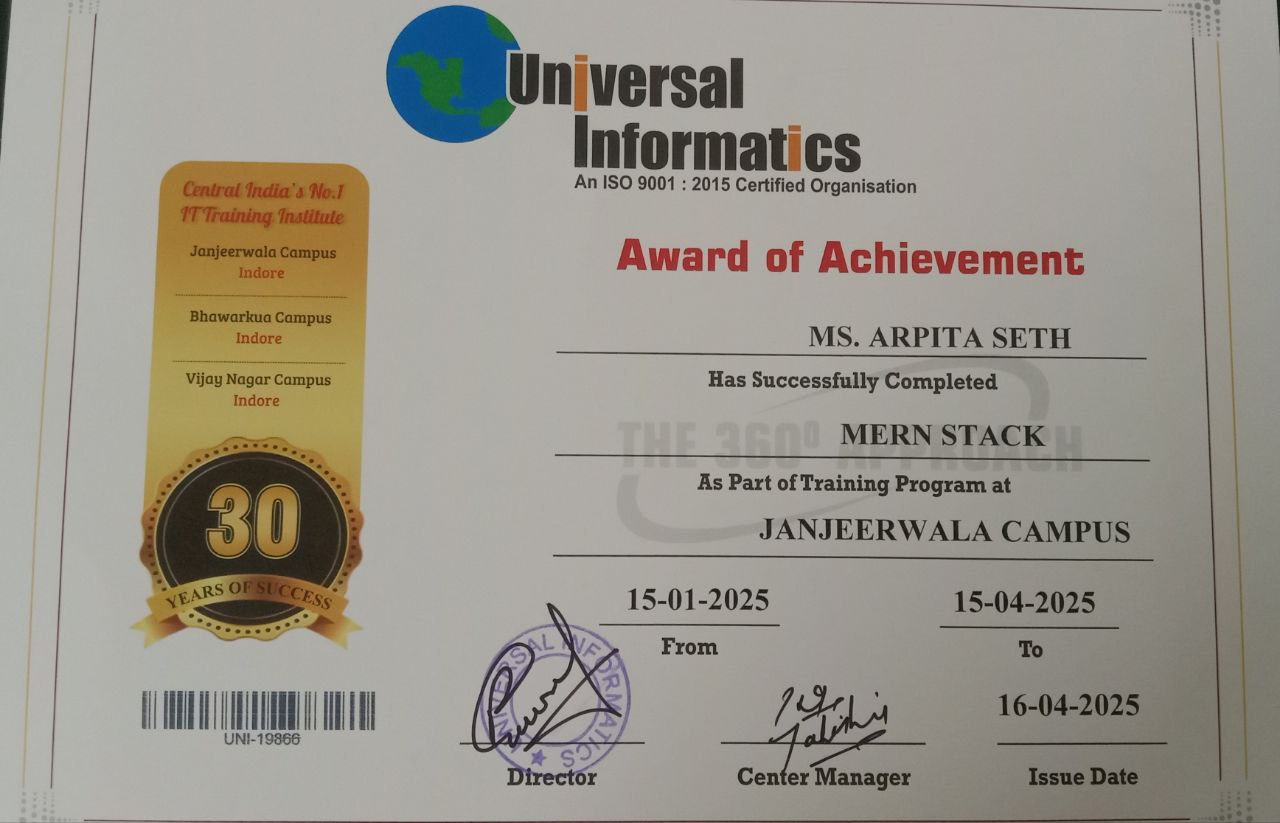 Universal
Informatics
An ISO 9001 : 2015 Certified Organisation
Central India's No.1
IT Training Institute
Janjeerwala Campus
Indore
Bhawarkua Campus
Indore
Vijay Nagar Campus
Indore
30
YEARS OF SUCCESS
UNI-19866
Award of Achievement
MS. ARPITA SETH
Has Successfully Completed
THE 360° APPROACH
MERN STACK
As Part of Training Program at
JANJEERWALA CAMPUS
15-01-2025 15-04-2025
From To
UNIVERSAL INFORMATICS
16-04-2025
Director Center Manager Issue Date